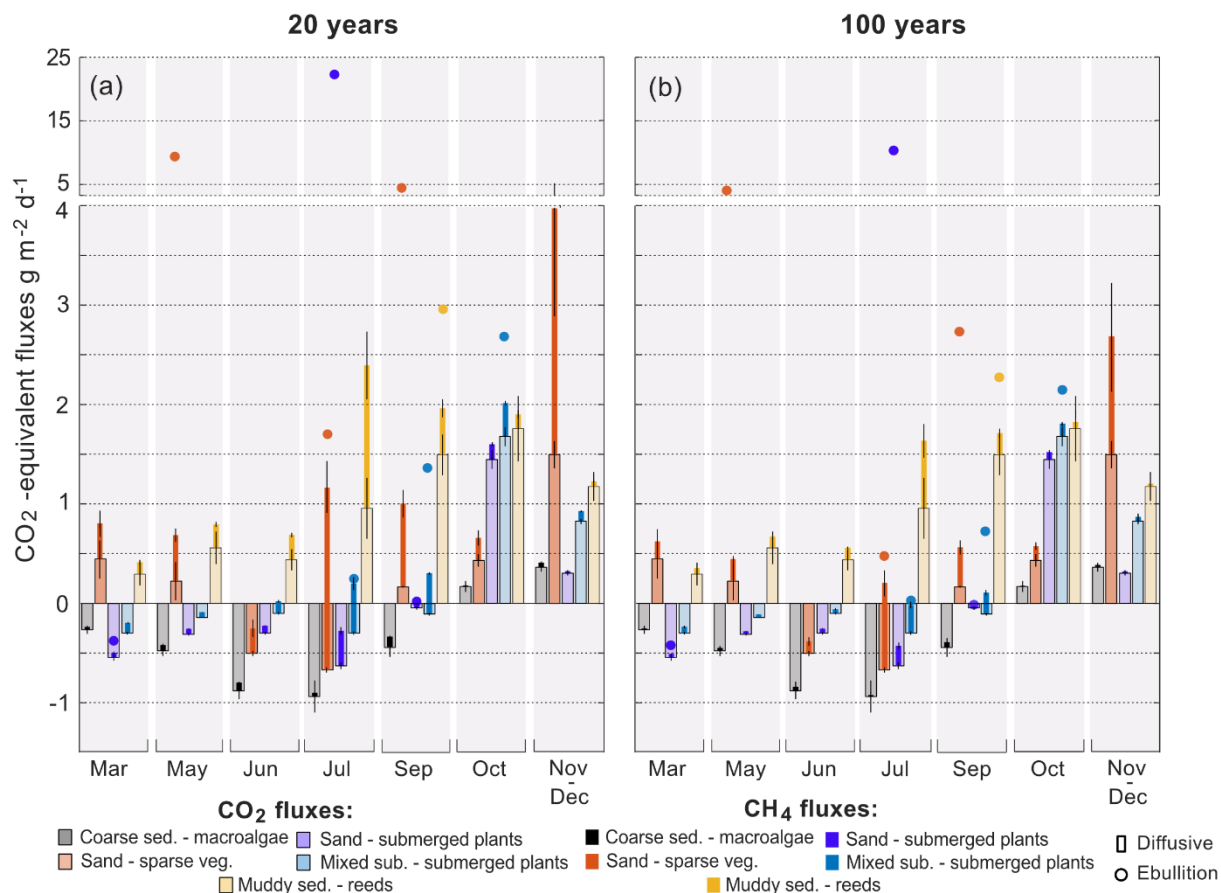 20 years 100 years
(a) (b)
CO2 -equivalent fluxes g m-2 d-1
25
15
5
4
3
2
1
0
-1
Mar May Jun Jul Sep Oct Nov - Dec
Mar May Jun Jul Sep Oct Nov - Dec
CO2 fluxes: CH4 fluxes:
Coarse sed. - macroalgae Sand - submerged plants Coarse sed. - macroalgae Sand - submerged plants Diffusive
Sand - sparse veg. Mixed sub. - submerged plants Sand - sparse veg. Mixed sub. - submerged plants Ebullition
Muddy sed. - reeds Muddy sed. - reeds